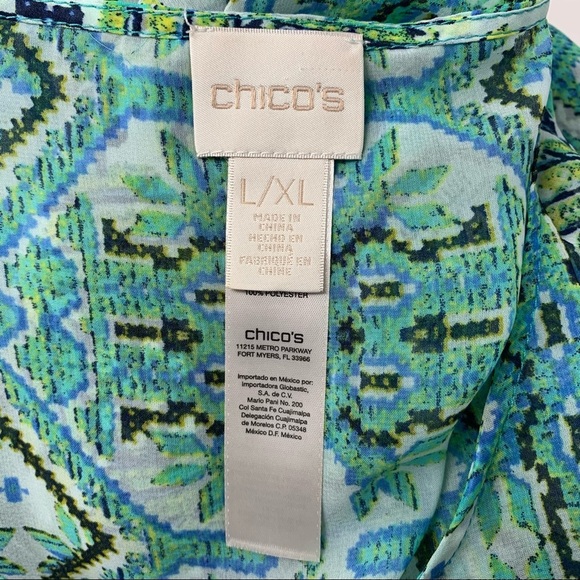 chico's
L/XL
MADE IN
CHINA
HECHO EN
CHINA
FABRIQUÉ EN
CHINE
100% POLYESTER
chico's
11215 METRO PARKWAY
FORT MYERS, FL 33966
Importado en México por:
Importadora Globastic,
S.A. de C.V.
Mario Pani No. 200
Col Santa Fe Cuajimalpa
Delegación Cuajimalpa
de Morelos C.P. 05348
México D.F. México